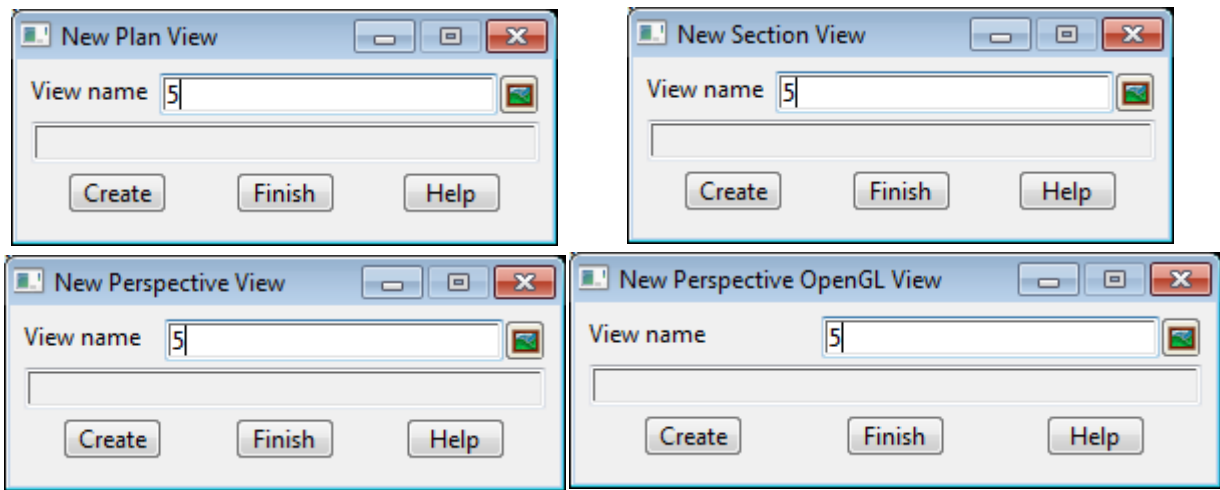 New Plan View
View name 5
Create Finish Help
New Section View
View name 5
Create Finish Help
New Perspective View
View name 5
Create Finish Help
New Perspective OpenGL View
View name 5
Create Finish Help